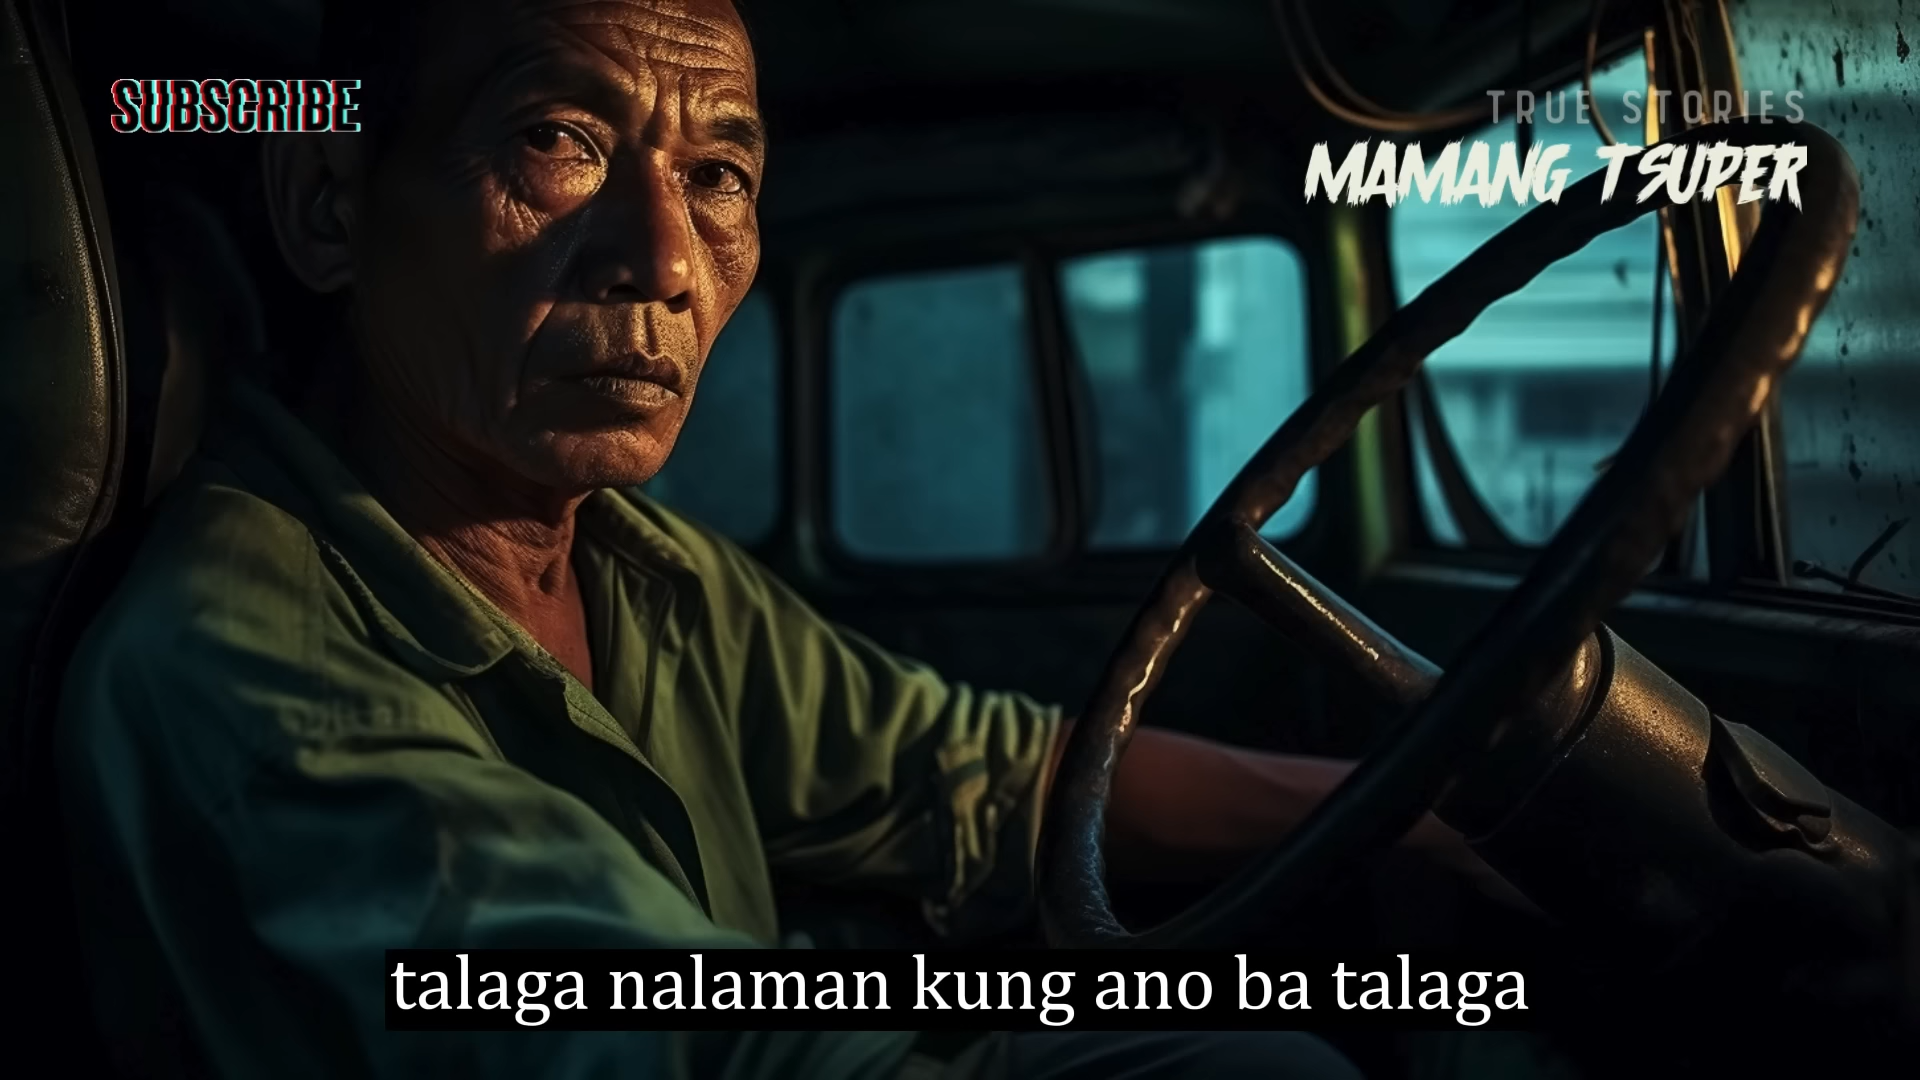 SUBSCRIBE
TRUE STORIES
MAMANG TSUPER
talaga nalaman kung ano ba talaga